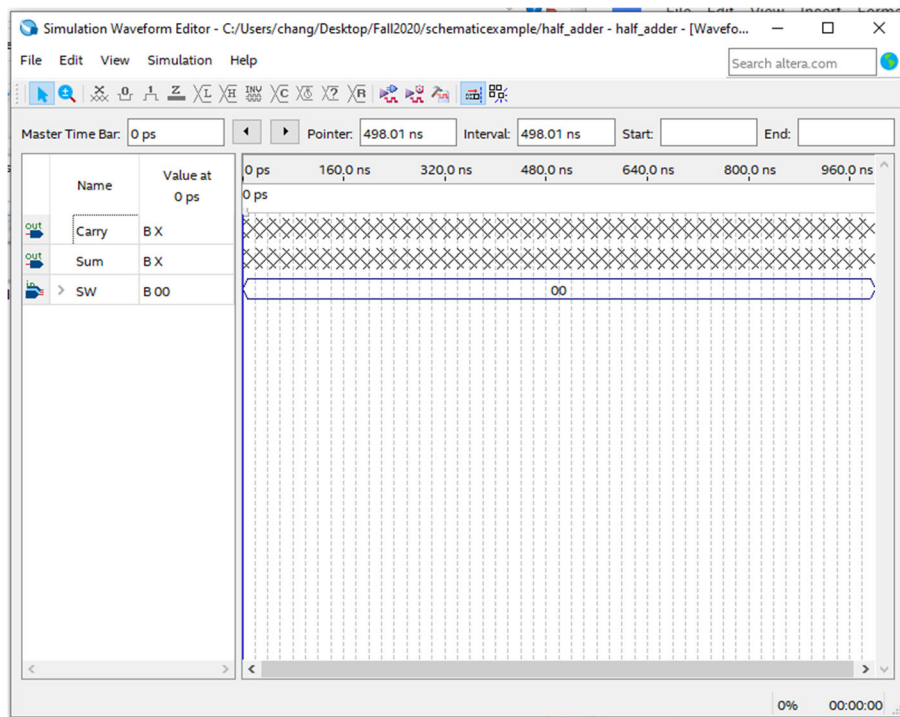 File Edit View Insert Forma
Simulation Waveform Editor - C:/Users/chang/Desktop/Fall2020/schematicexample/half_adder - half_adder - [Wavefo...
File Edit View Simulation Help
Search altera.com
Master Time Bar: 0 ps Pointer: 498.01 ns Interval: 498.01 ns Start: End:
Name Value at 0 ps
0 ps 160.0 ns 320.0 ns 480.0 ns 640.0 ns 800.0 ns 960.0 ns
0 ps
out Carry B X
out Sum B X
in > SW B 00 00
0% 00:00:00